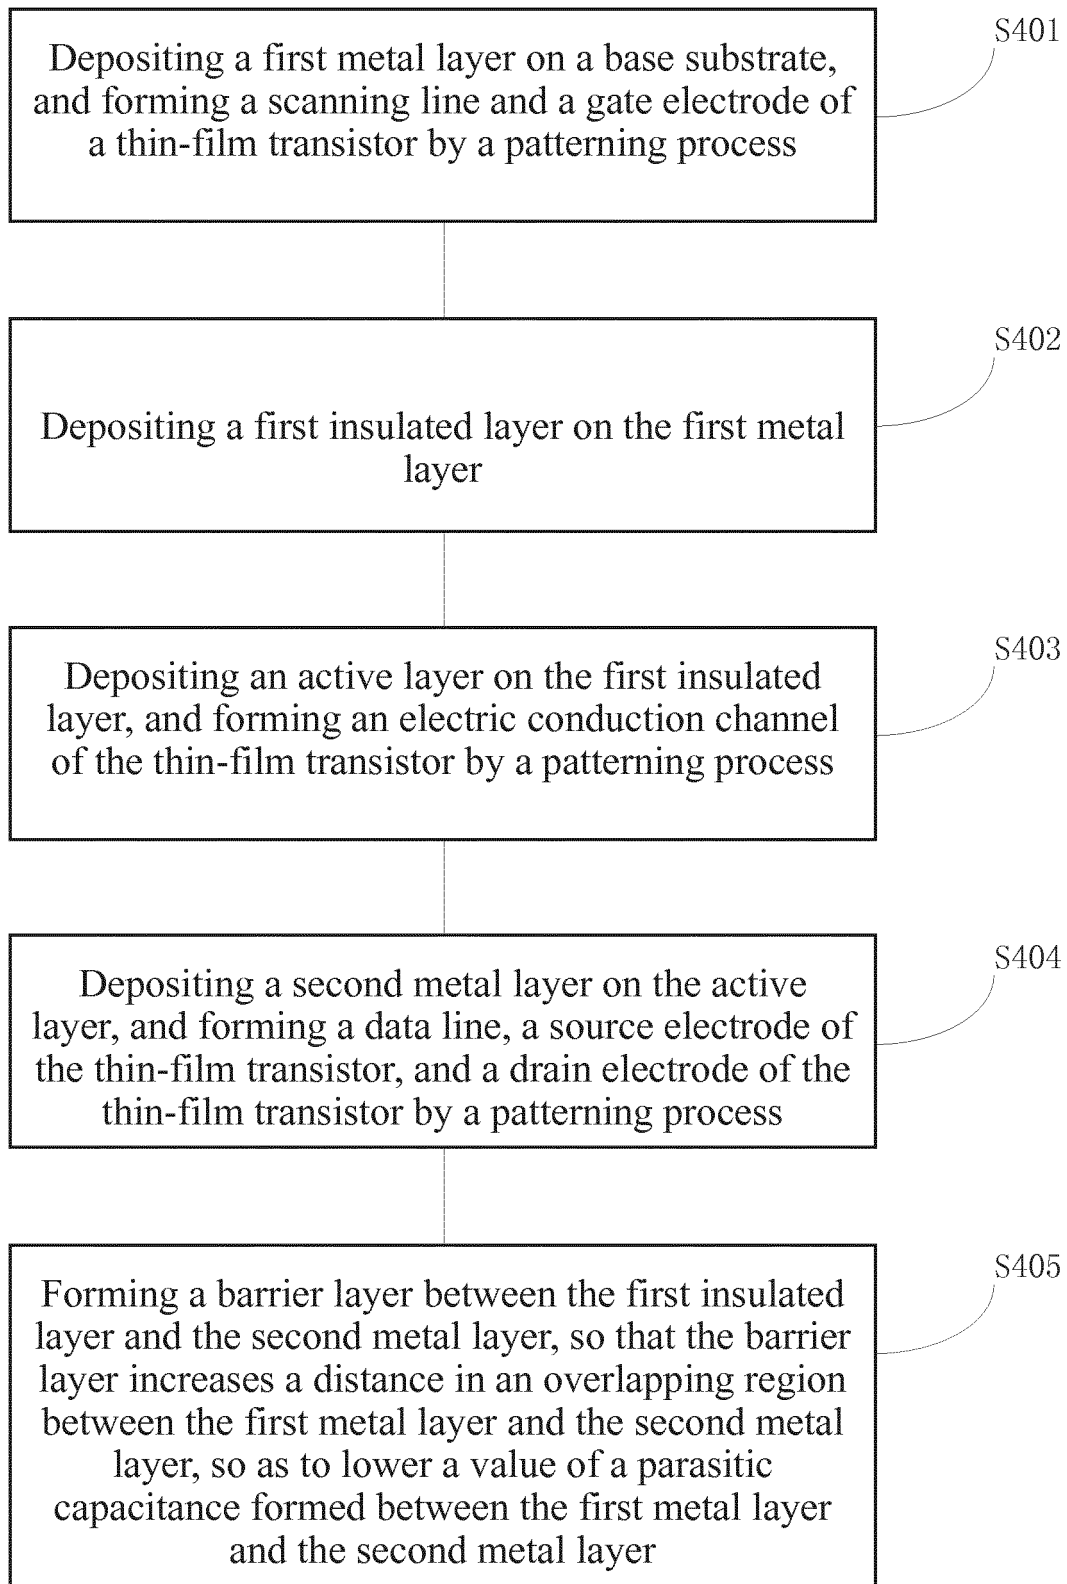 Depositing a first metal layer on a base substrate,
and forming a scanning line and a gate electrode of
a thin-film transistor by a patterning process
S401
Depositing a first insulated layer on the first metal
layer
S402
Depositing an active layer on the first insulated
layer, and forming an electric conduction channel
of the thin-film transistor by a patterning process
S403
Depositing a second metal layer on the active
layer, and forming a data line, a source electrode of
the thin-film transistor, and a drain electrode of the
thin-film transistor by a patterning process
S404
Forming a barrier layer between the first insulated
layer and the second metal layer, so that the barrier
layer increases a distance in an overlapping region
between the first metal layer and the second metal
layer, so as to lower a value of a parasitic
capacitance formed between the first metal layer
and the second metal layer
S405